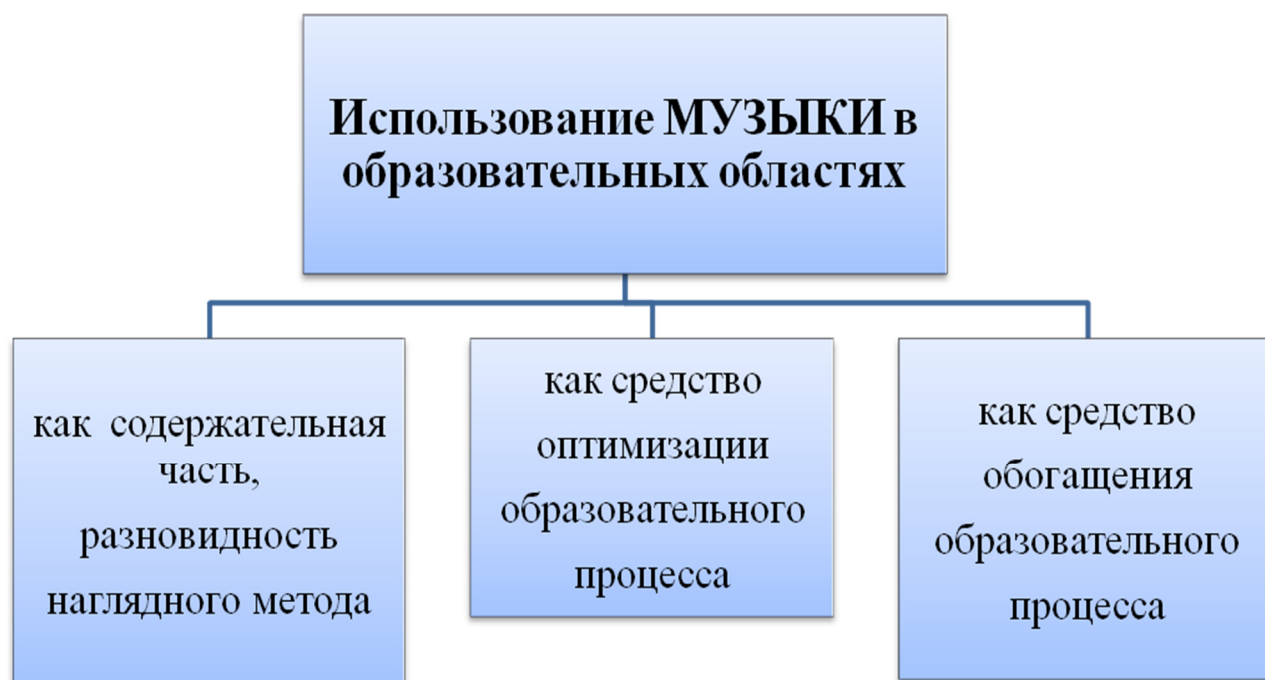 Использование МУЗЫКИ в
образовательных областях
как содержательная
часть,
разновидность
наглядного метода
как средство
оптимизации
образовательного
процесса
как средство
обогащения
образовательного
процесса